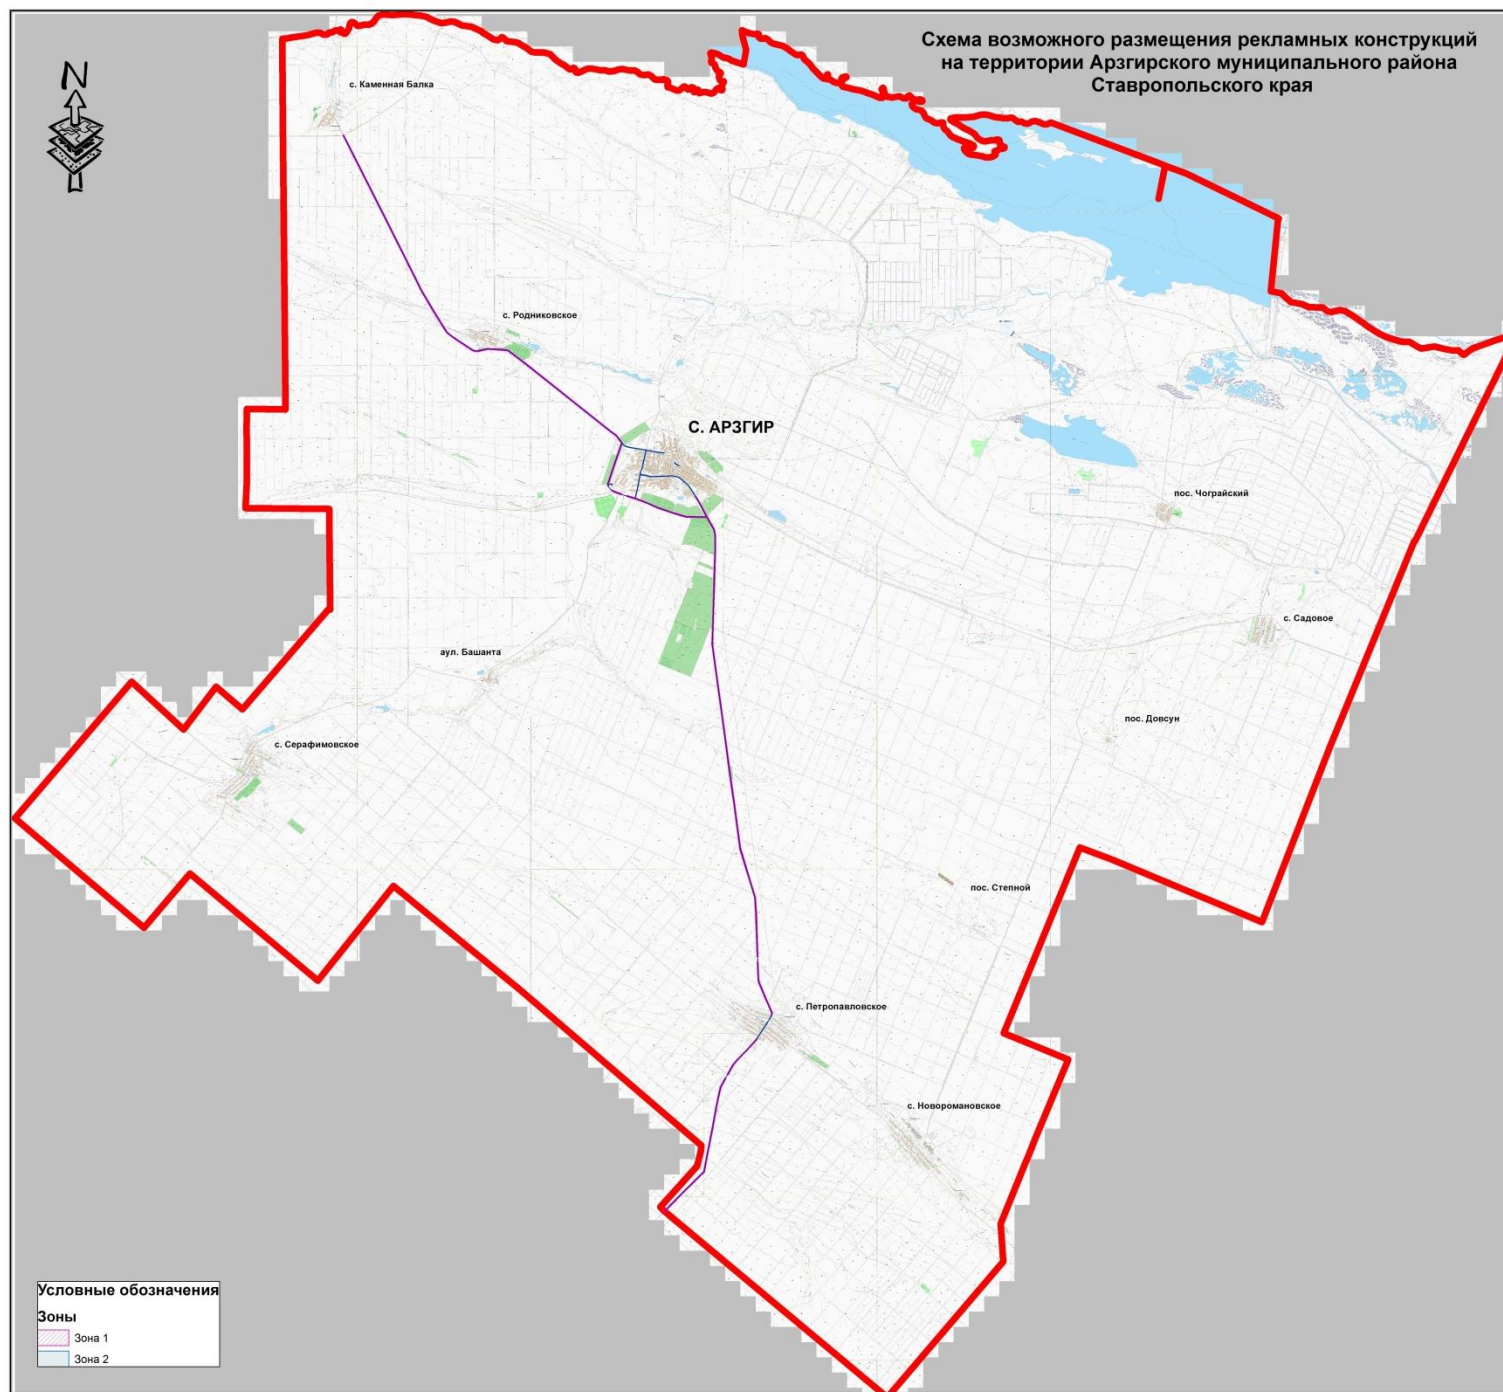 Схема возможного размещения рекламных конструкций
на территории Арзгирского муниципального района
Ставропольского края
N
с. Каменная Балка
с. Родниковское
С. АРЗГИР
пос. Чограйский
с. Садовое
аул. Башанта
пос. Довсун
с. Серафимовское
пос. Степной
с. Петропавловское
с. Новоромановское
Условные обозначения
Зоны
Зона 1
Зона 2